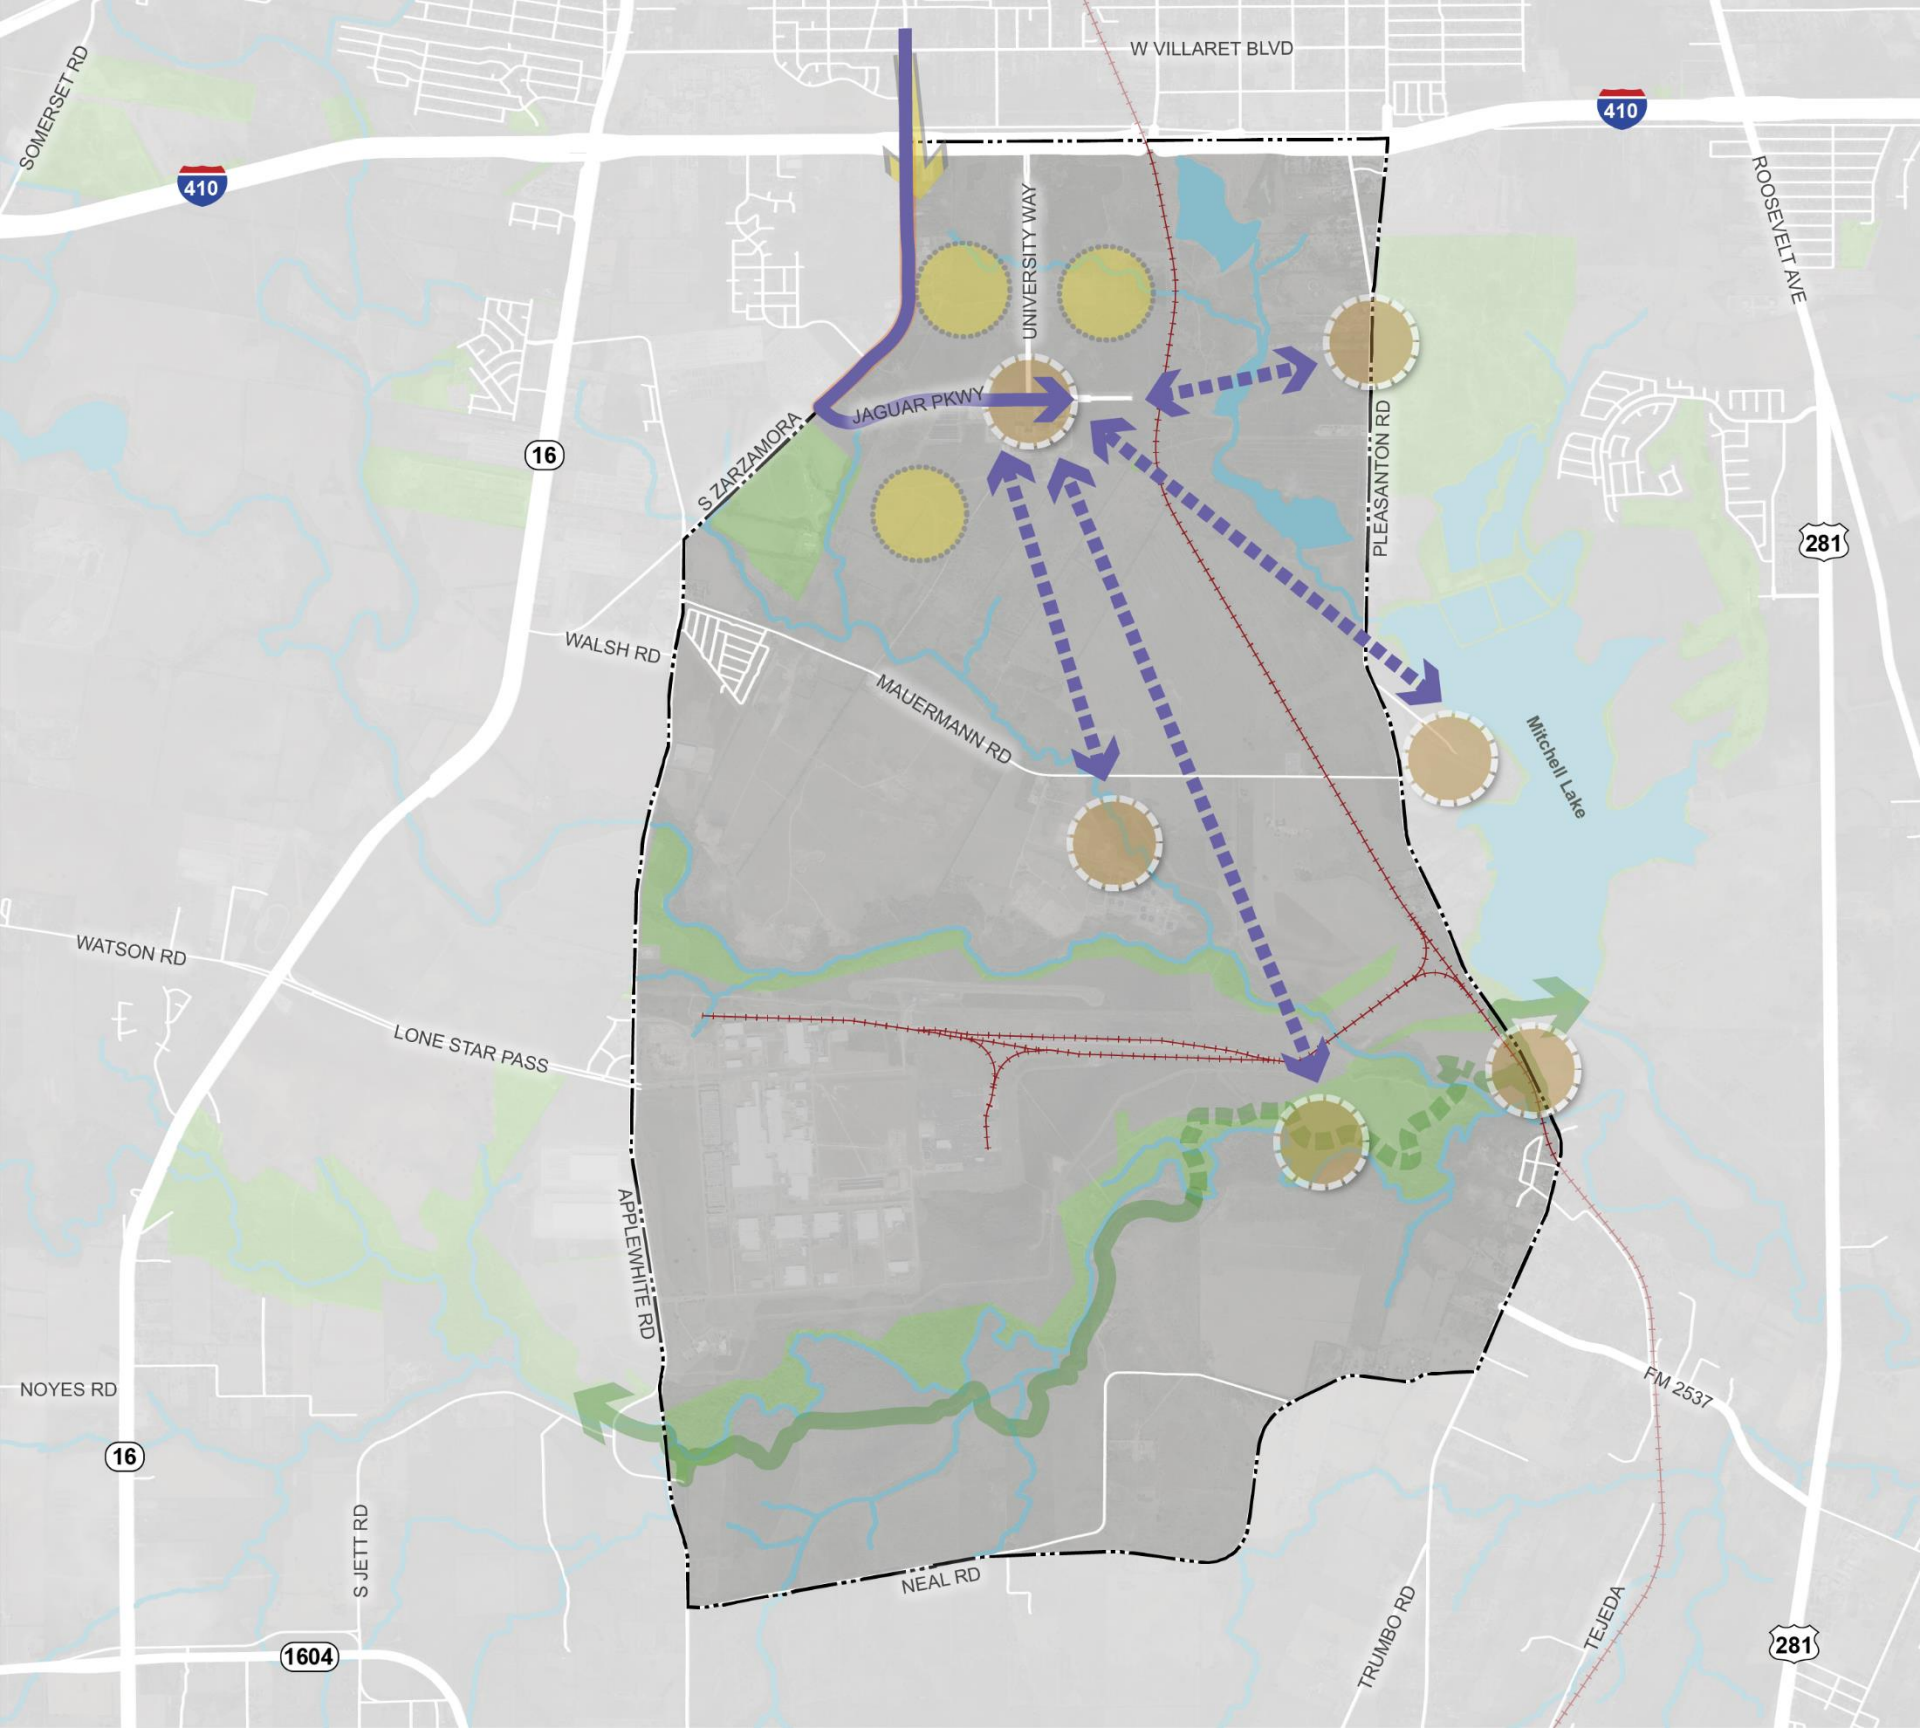 W VILLARET BLVD
SOMERSET RD
410
410
ROOSEVELT AVE
UNIVERSITY WAY
JAGUAR PKWY
S ZARZAMORA
PLEASANTON RD
16
281
WALSH RD
MAUERMANN RD
Mitchell Lake
WATSON RD
LONE STAR PASS
APPLEWHITE RD
NOYES RD
FM 2537
16
S JETT RD
NEAL RD
TRUMBO RD
TEJEDA
1604
281